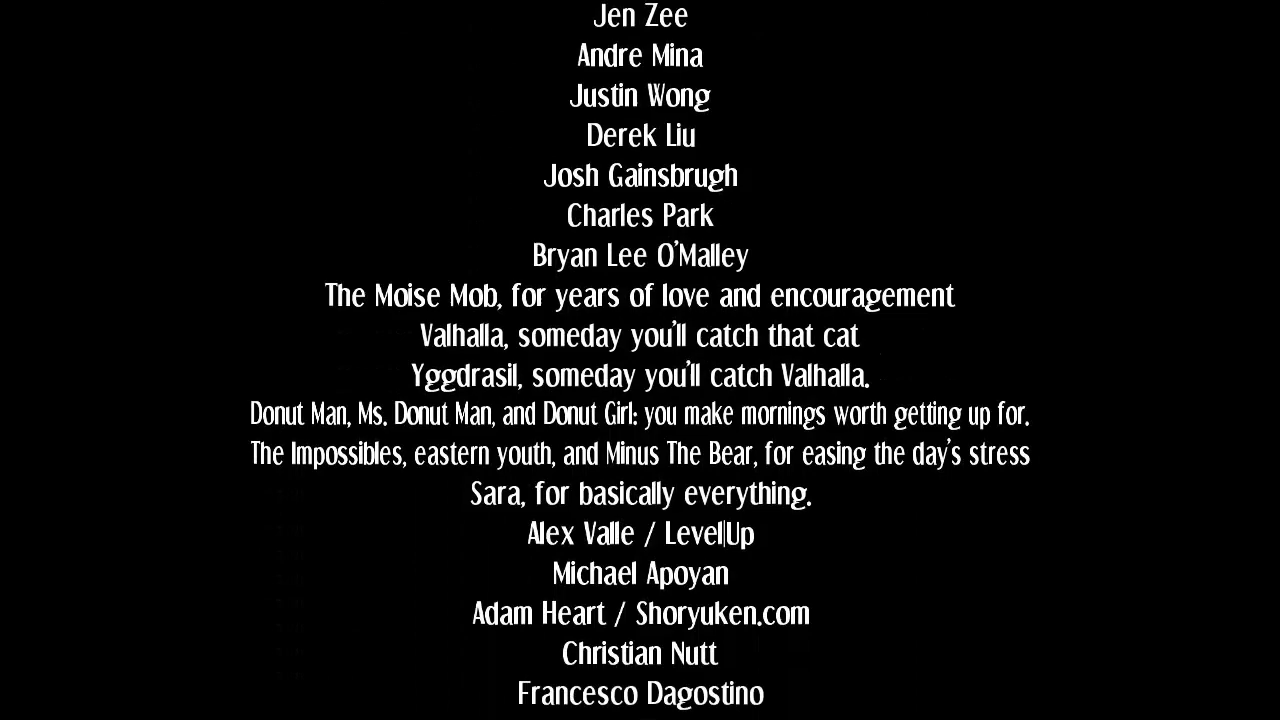 Jen Zee
Andre Mina
Justin Wong
Derek Liu
Josh Gainsbrugh
Charles Park
Bryan Lee O'Malley
The Moise Mob, for years of love and encouragement
Valhalla, someday you'll catch that cat
Yggdrasil, someday you'll catch Valhalla.
Donut Man, Ms. Donut Man, and Donut Girl: you make mornings worth getting up for.
The Impossibles, eastern youth, and Minus The Bear, for easing the day's stress
Sara, for basically everything.
Alex Valle / Level|Up
Michael Apoyan
Adam Heart / Shoryuken.com
Christian Nutt
Francesco Dagostino